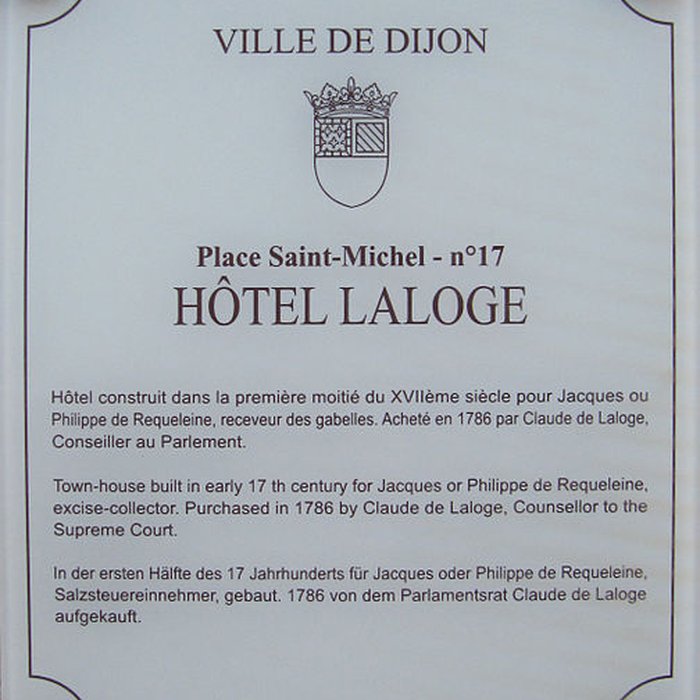 VILLE DE DIJON
Place Saint-Michel - n°17
HÔTEL LALOGE
Hôtel construit dans la première moitié du XVIIème siècle pour Jacques ou
Philippe de Requeleine, receveur des gabelles. Acheté en 1786 par Claude de Laloge,
Conseiller au Parlement.
Town-house built in early 17 th century for Jacques or Philippe de Requeleine,
excise-collector. Purchased in 1786 by Claude de Laloge, Counsellor to the
Supreme Court.
In der ersten Hälfte des 17 Jahrhunderts für Jacques oder Philippe de Requeleine,
Salzsteuereinnehmer, gebaut. 1786 von dem Parlamentsrat Claude de Laloge
aufgekauft.